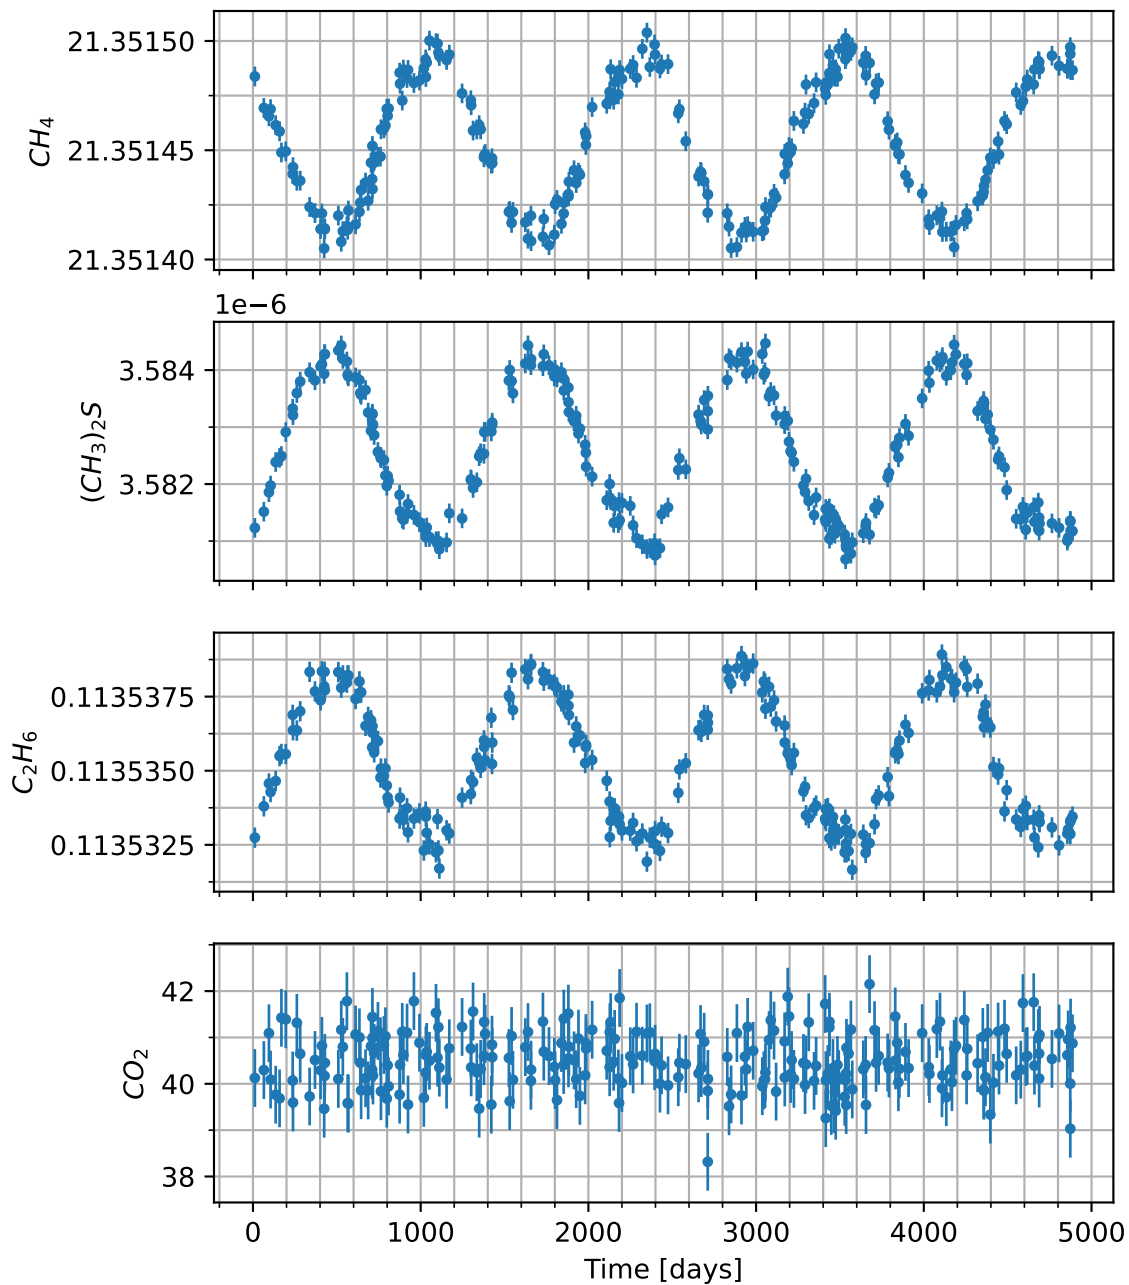 21.35150
21.35145
21.35140
CH₄
1e−6
3.584
3.582
(CH₃)₂S
0.1135375
0.1135350
0.1135325
C₂H₆
42
40
38
CO₂
0 1000 2000 3000 4000 5000
Time [days]